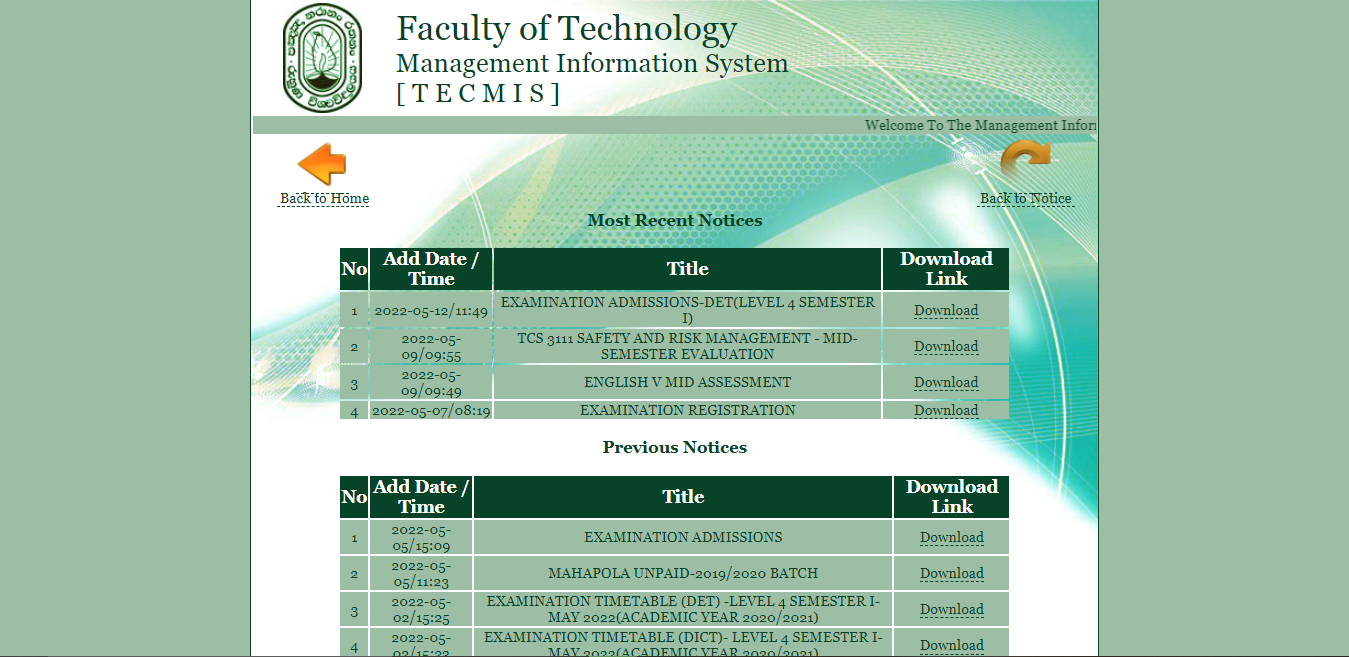 Faculty of Technology
Management Information System
[ T E C M I S ]
Welcome To The Management
Back to Home
Back to Notice
Most Recent Notices
No Add Date / Time Title Download Link
1 2022-05-12/11:49 EXAMINATION ADMISSIONS-DET(LEVEL 4 SEMESTER I) Download
2 2022-05-09/09:55 TCS 3111 SAFETY AND RISK MANAGEMENT - MID-SEMESTER EVALUATION Download
3 2022-05-09/09:49 ENGLISH V MID ASSESSMENT Download
4 2022-05-07/08:19 EXAMINATION REGISTRATION Download
Previous Notices
No Add Date / Time Title Download Link
1 2022-05-05/15:09 EXAMINATION ADMISSIONS Download
2 2022-05-05/11:23 MAHAPOLA UNPAID-2019/2020 BATCH Download
3 2022-05-02/15:25 EXAMINATION TIMETABLE (DET) -LEVEL 4 SEMESTER I-MAY 2022(ACADEMIC YEAR 2020/2021) Download
4 2022-05-02/15:23 EXAMINATION TIMETABLE (DICT)- LEVEL 4 SEMESTER I-MAY 2022(ACADEMIC YEAR 2020/2021) Download